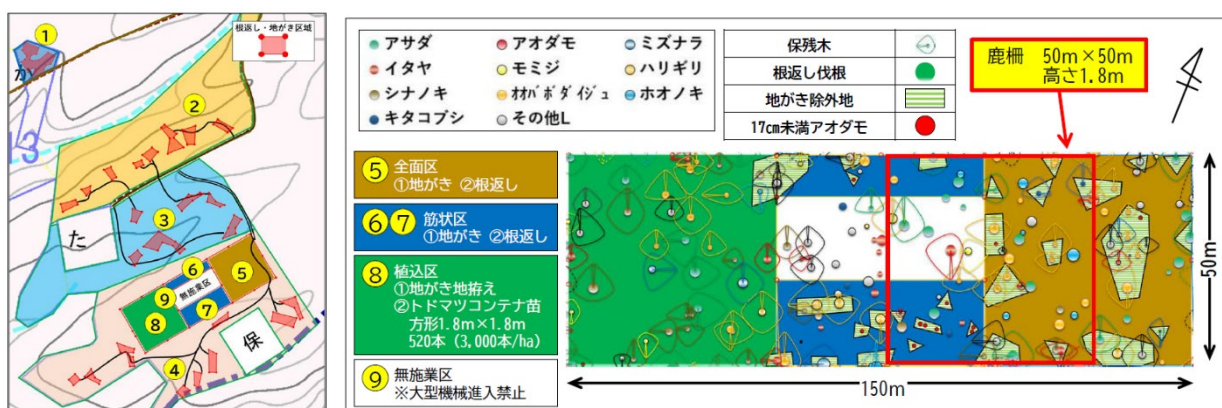 根返し・地がき区域
1
か
13
2
3
た
6
5
無施業区
9
8
7
4
保
アサダ
アオダモ
ミズナラ
イタヤ
モミジ
ハリギリ
シナノキ
ｵｵﾊﾞﾎﾞﾀﾞｲｼﾞｭ
ホオノキ
キタコブシ
その他L
保残木
根返し伐根
地がき除外地
17㎝未満アオダモ
鹿柵 50m×50m
高さ1.8m
5 全面区
①地がき ②根返し
6 7 筋状区
①地がき ②根返し
8 植込区
①地がき地拵え
②トドマツコンテナ苗
方形1.8m×1.8m
520本（3,000本/ha）
9 無施業区
※大型機械進入禁止
50m
150m